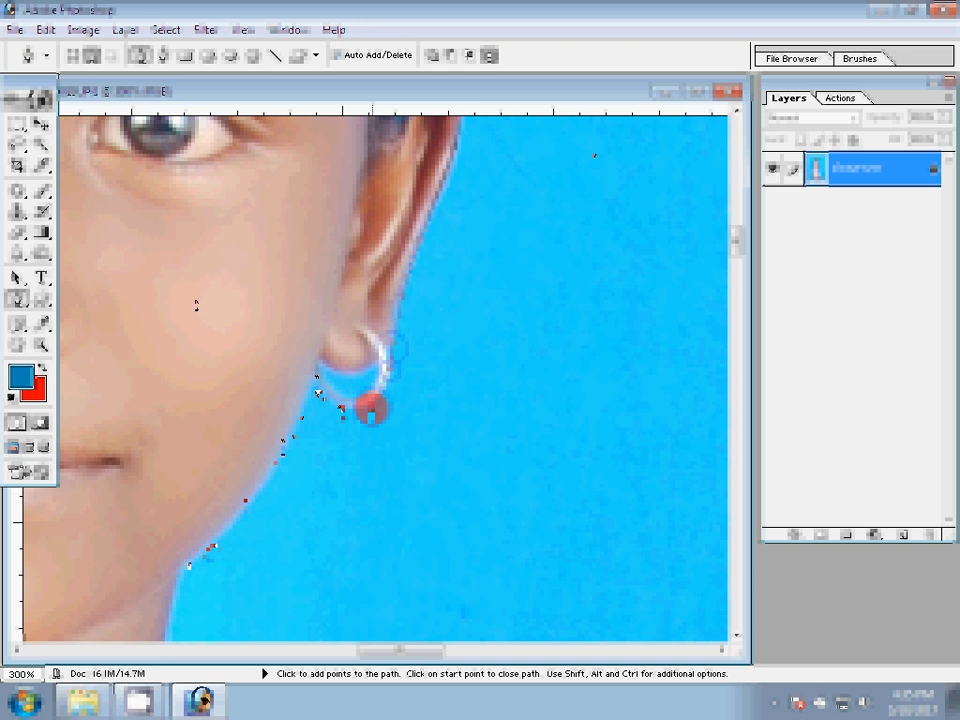 Adobe Photoshop
File Edit Image Layer Select Filter View Window Help
Auto Add/Delete
File Browser Brushes
Layers Actions
T
300% Doc 16.1M/14.7M Click to add points to the path. Click on start point to close path. Use Shift, Alt and Ctrl for additional options.